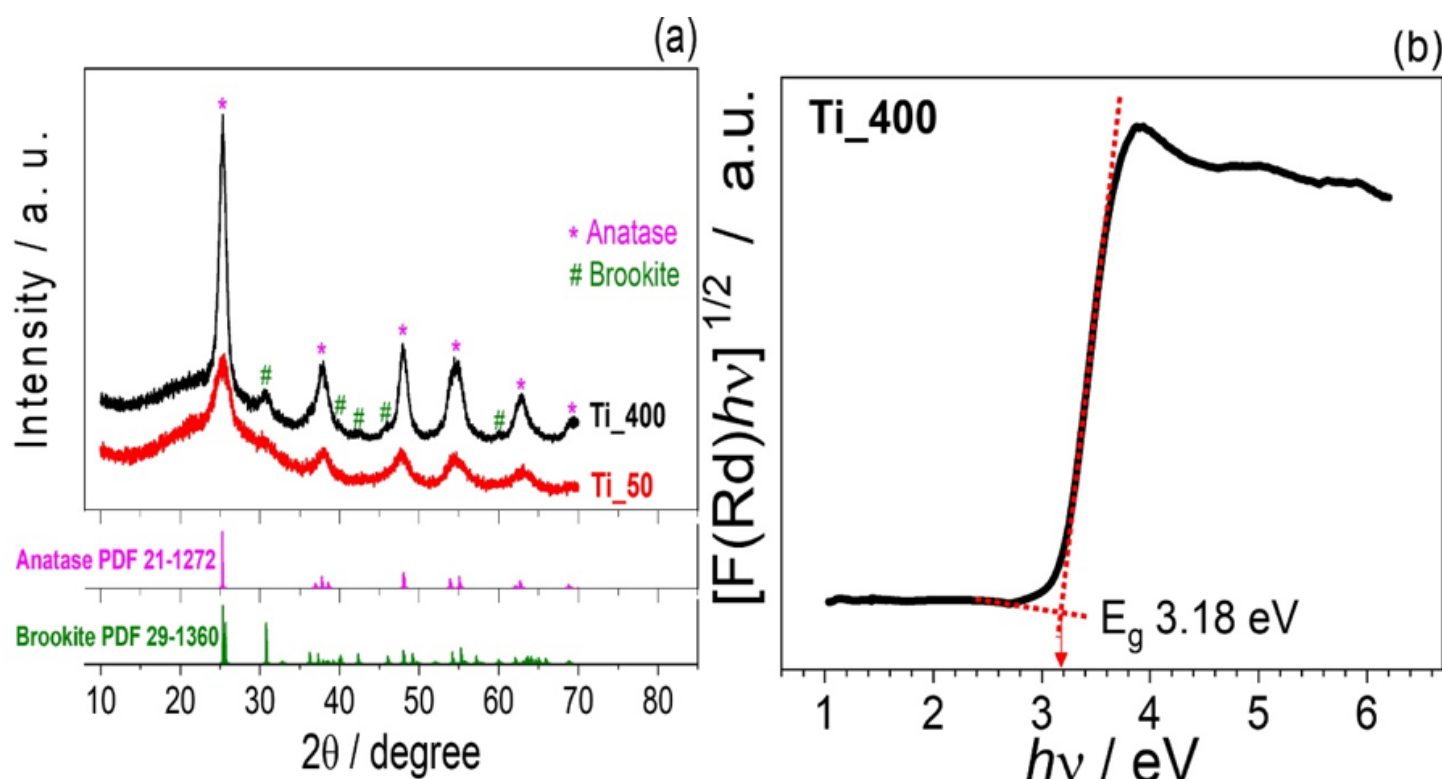 (a)
Intensity / a. u.
* Anatase
# Brookite
*
#
*
#
#
#
*
*
#
*
*
Ti_400
Ti_50
Anatase PDF 21-1272
Brookite PDF 29-1360
10 20 30 40 50 60 70 80
2θ / degree
(b)
[F(Rd)hν]^1/2 / a.u.
Ti_400
E_g 3.18 eV
1 2 3 4 5 6
hν / eV